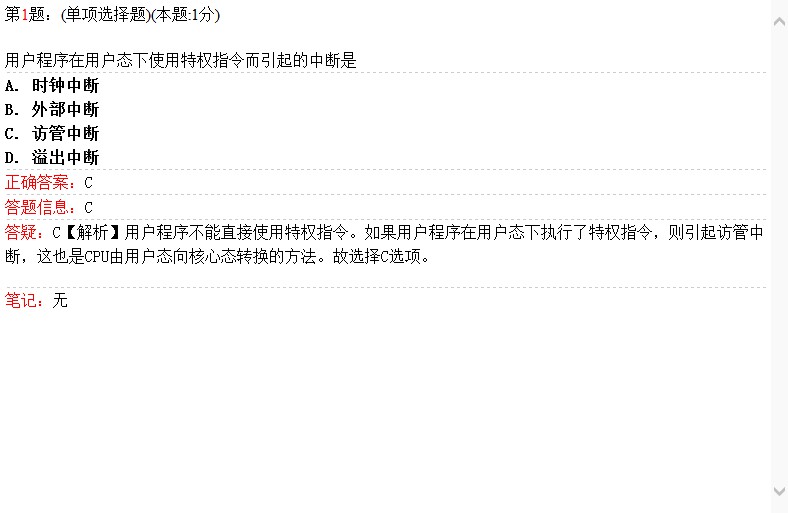 第1题：(单项选择题)(本题:1分)
用户程序在用户态下使用特权指令而引起的中断是
A. 时钟中断
B. 外部中断
C. 访管中断
D. 溢出中断
正确答案：C
答题信息：C
答疑：C【解析】用户程序不能直接使用特权指令。如果用户程序在用户态下执行了特权指令，则引起访管中
断，这也是CPU由用户态向核心态转换的方法。故选择C选项。
笔记：无